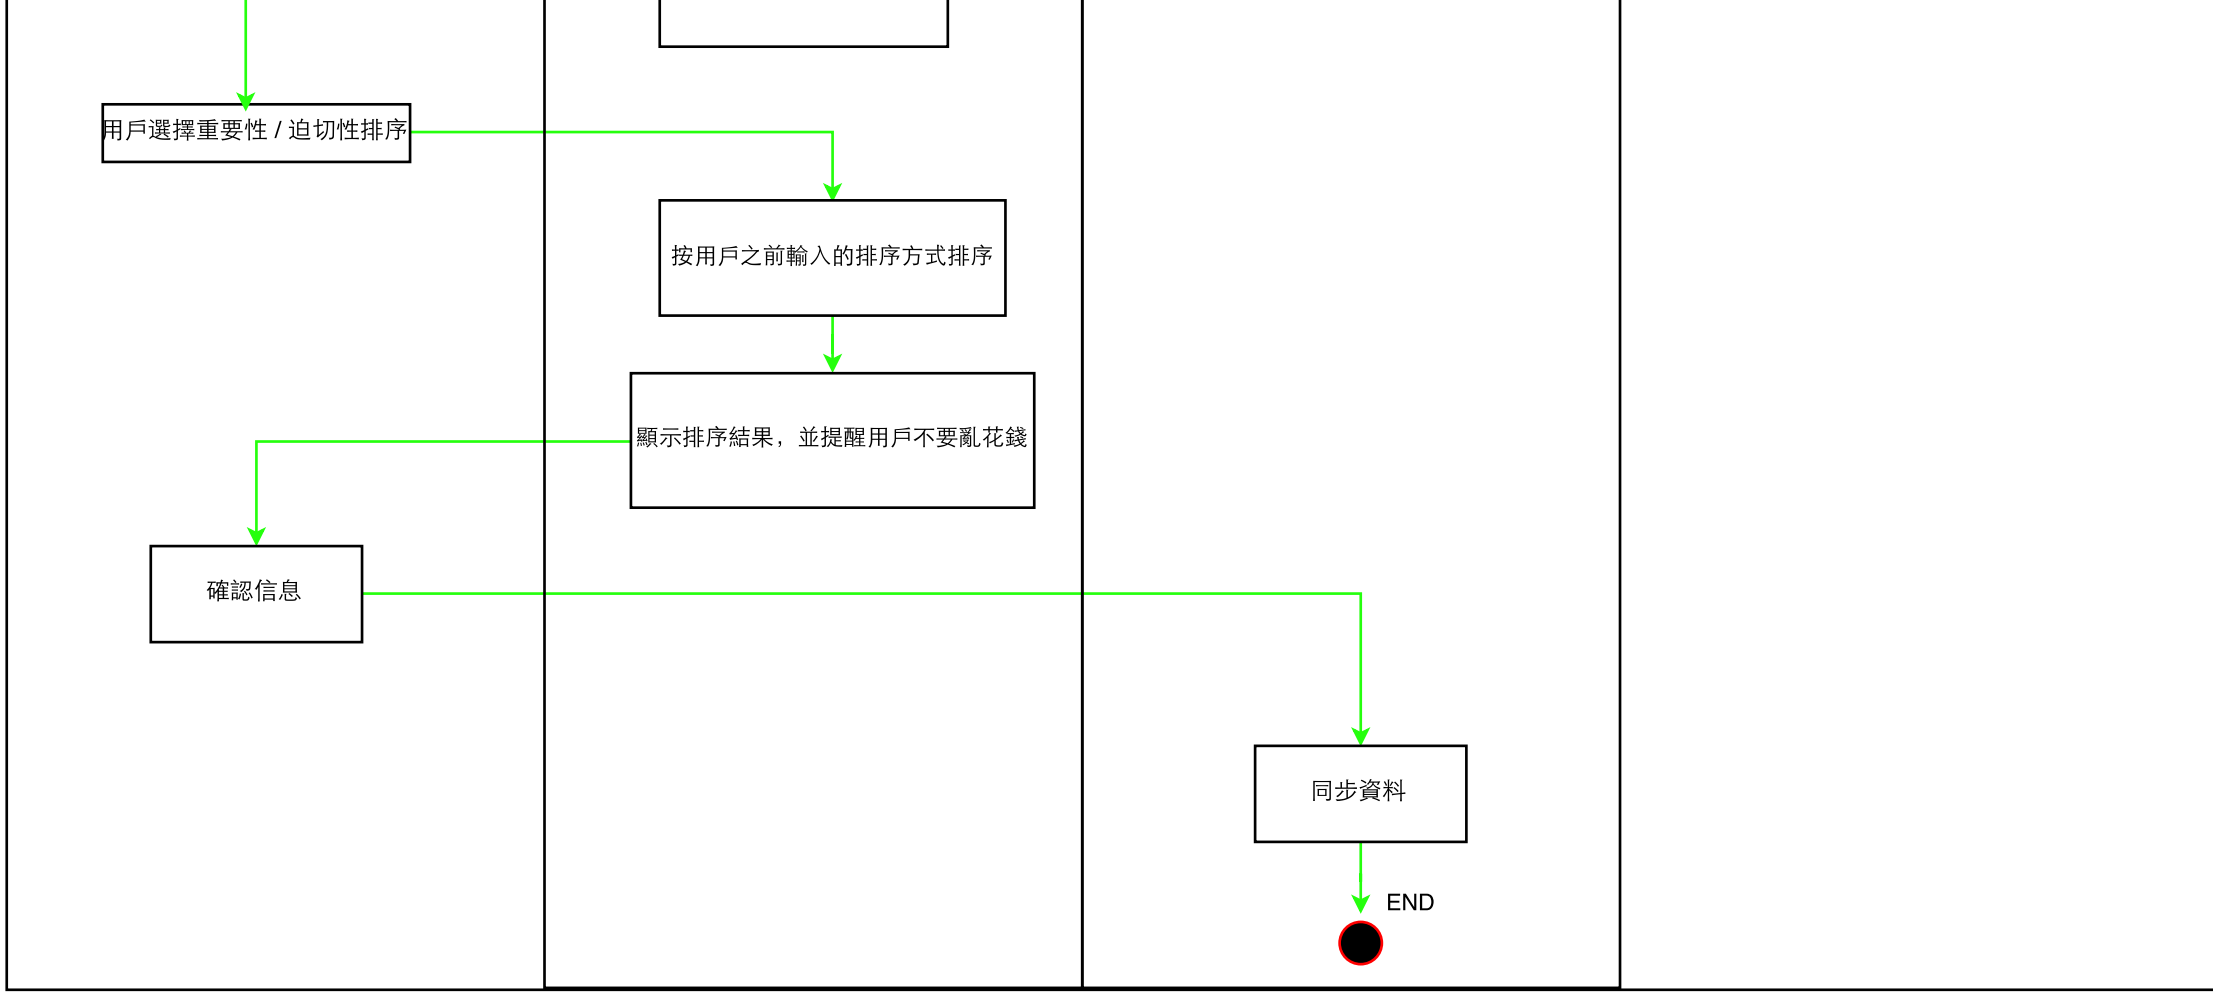 用戶選擇重要性 / 迫切性排序
按用戶之前輸入的排序方式排序
顯示排序結果，並提醒用戶不要亂花錢
確認信息
同步資料
END